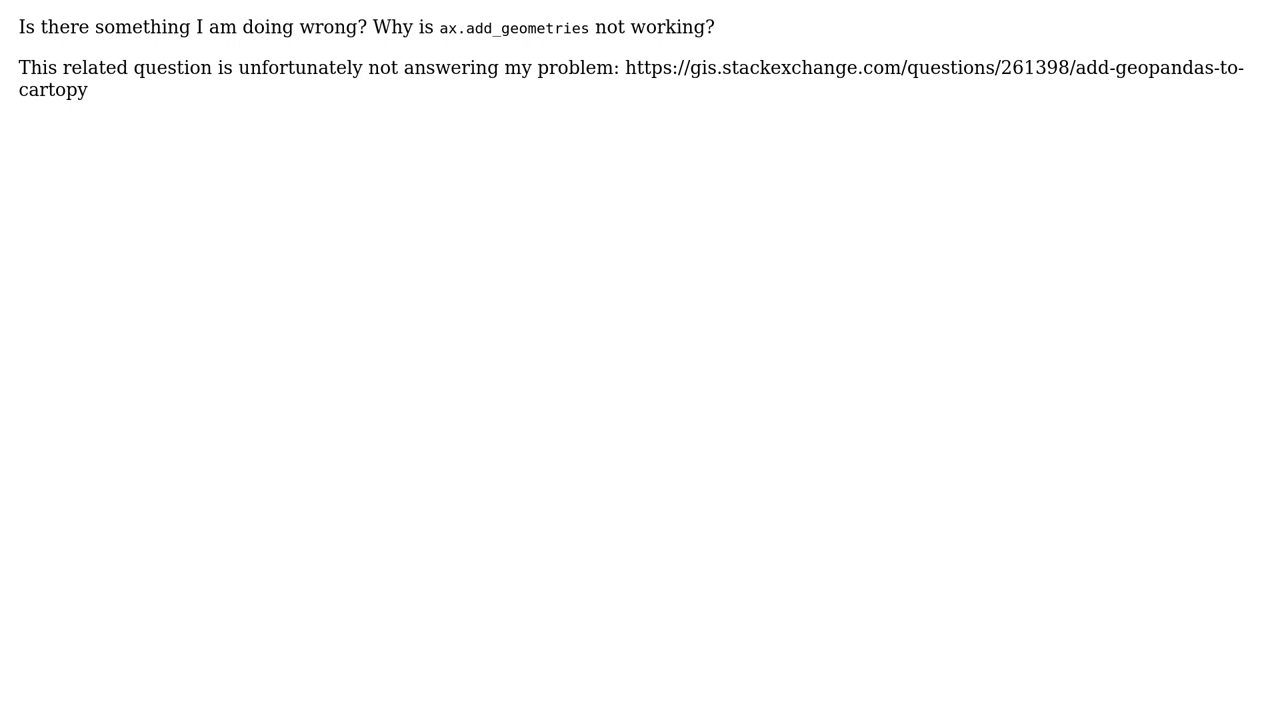 Is there something I am doing wrong? Why is ax.add_geometries not working?
This related question is unfortunately not answering my problem: https://gis.stackexchange.com/questions/261398/add-geopandas-to-
cartopy